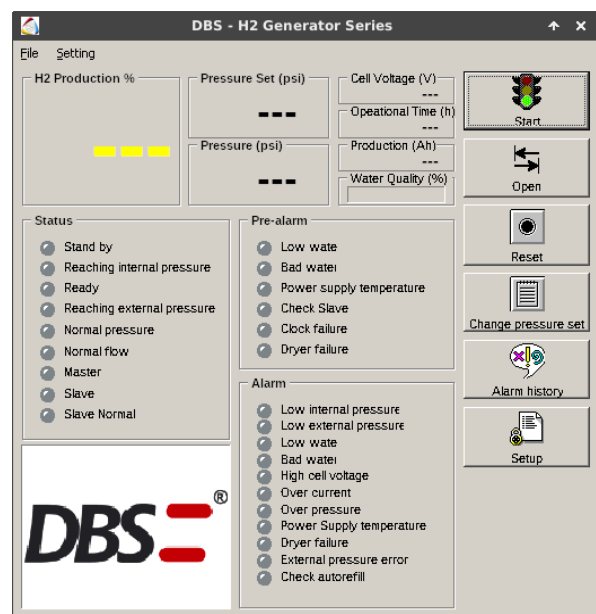 DBS - H2 Generator Series
File Setting
H2 Production %
---
Pressure Set (psi)
---
Pressure (psi)
---
Cell Voltage (V)
---
Opeational Time (h)
---
Production (Ah)
---
Water Quality (%)
Start
Open
Reset
Change pressure set
Alarm history
Setup
Status
Stand by
Reaching internal pressure
Ready
Reaching external pressure
Normal pressure
Normal flow
Master
Slave
Slave Normal
Pre-alarm
Low wate
Bad water
Power supply temperature
Check Slave
Clock failure
Dryer failure
Alarm
Low internal pressure
Low external pressure
Low wate
Bad water
High cell voltage
Over current
Over pressure
Power Supply temperature
Dryer failure
External pressure error
Check autorefill
DBS ®